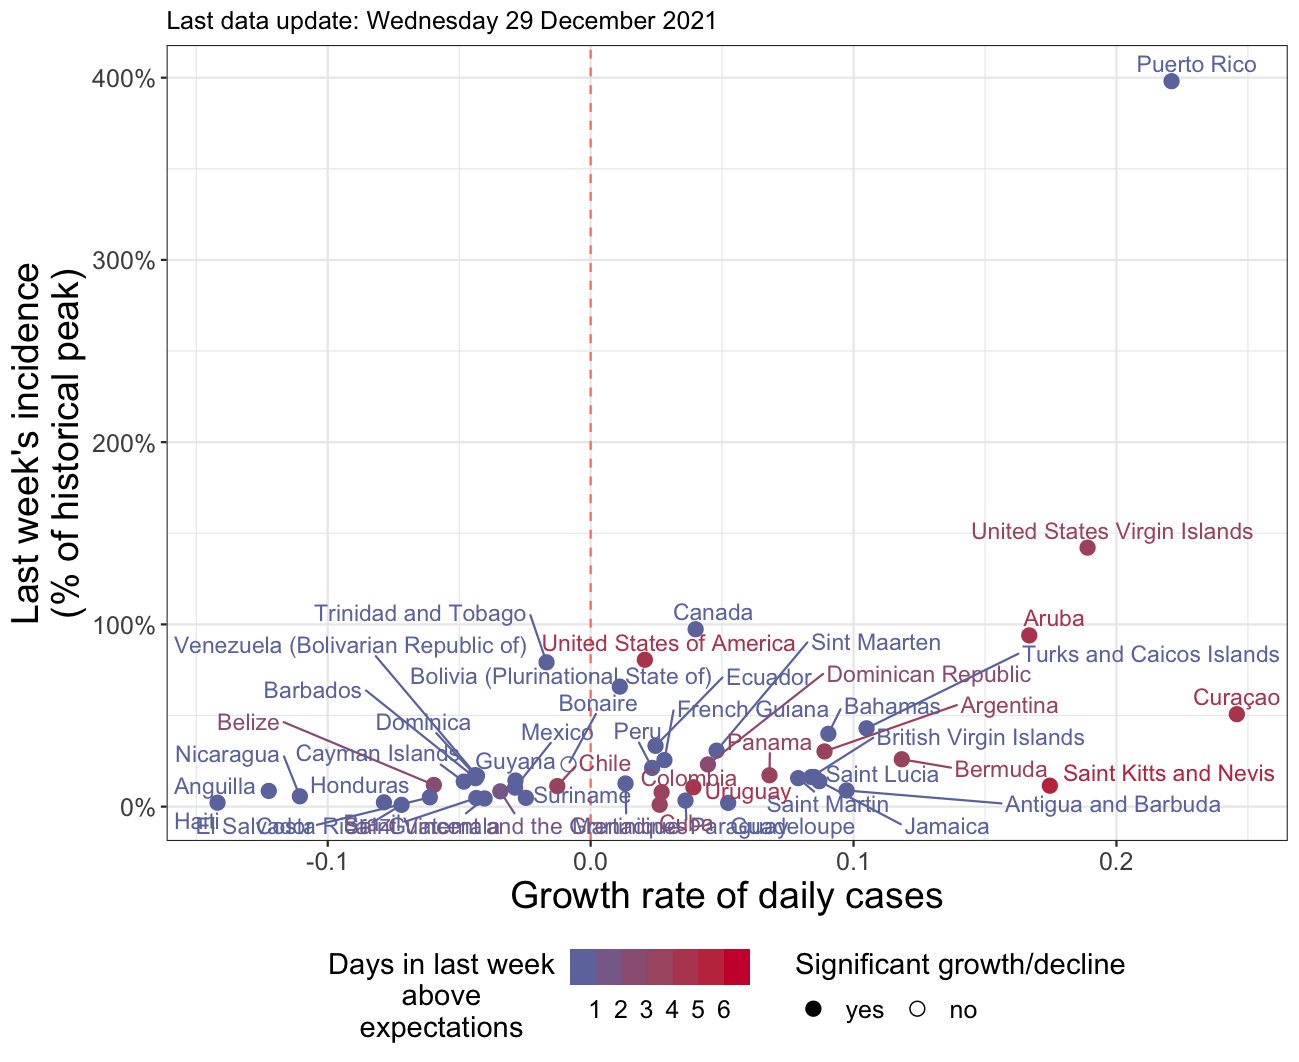 Last data update: Wednesday 29 December 2021
Last week's incidence
(% of historical peak)
400%
300%
200%
100%
0%
Puerto Rico
United States Virgin Islands
Trinidad and Tobago
Canada
Aruba
Venezuela (Bolivarian Republic of)
United States of America
Sint Maarten
Turks and Caicos Islands
Bolivia (Plurinational State of)
Ecuador
Dominican Republic
Barbados
Bonaire
Curaçao
Belize
Dominica
French Guiana
Bahamas
Argentina
Mexico
Peru
Panama
British Virgin Islands
Nicaragua
Cayman Islands
Guyana
Chile
Bermuda
Saint Kitts and Nevis
Anguilla
Honduras
Colombia
Saint Lucia
Suriname
Uruguay
Saint Martin
Antigua and Barbuda
Haiti
El Salvador
Costa Rica
Brazil
Guatemala
Saint Vincent and the Grenadines
Martinique
Cuba
Paraguay
Guadeloupe
Jamaica
-0.1
0.0
0.1
0.2
Growth rate of daily cases
Days in last week
above
expectations
1 2 3 4 5 6
Significant growth/decline
yes
no